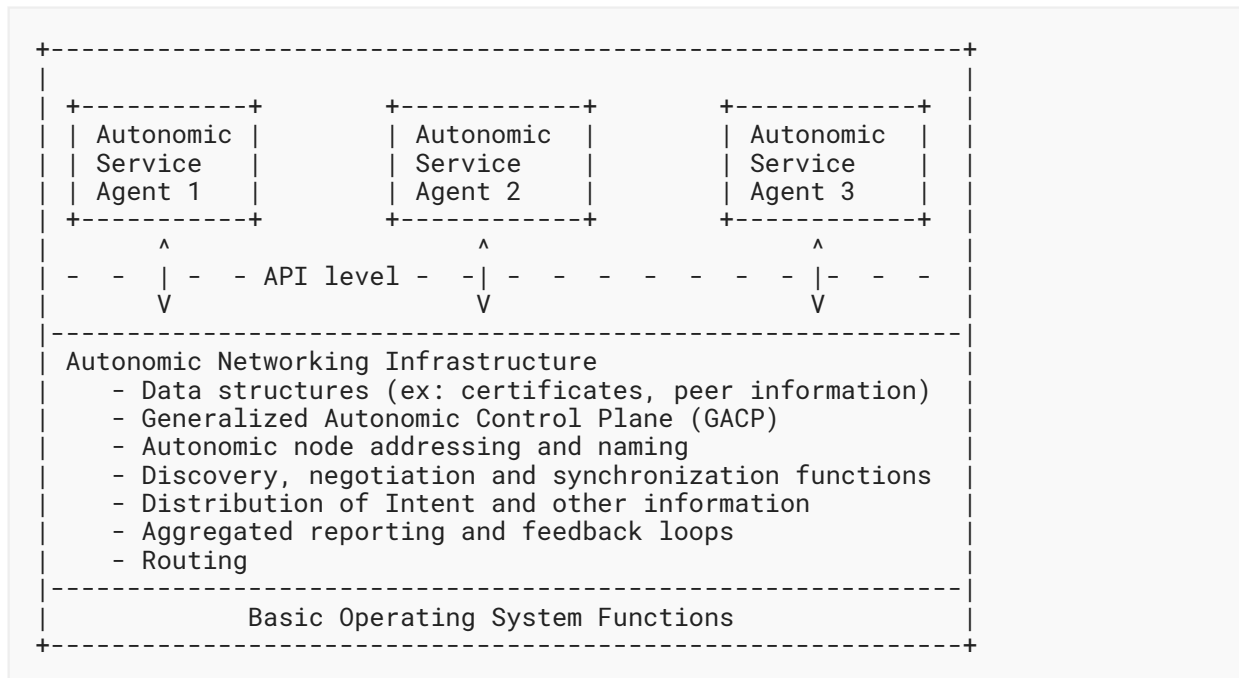 Autonomic Autonomic Autonomic
Service Service Service
Agent 1 Agent 2 Agent 3
API level
Autonomic Networking Infrastructure
- Data structures (ex: certificates, peer information)
- Generalized Autonomic Control Plane (GACP)
- Autonomic node addressing and naming
- Discovery, negotiation and synchronization functions
- Distribution of Intent and other information
- Aggregated reporting and feedback loops
- Routing
Basic Operating System Functions